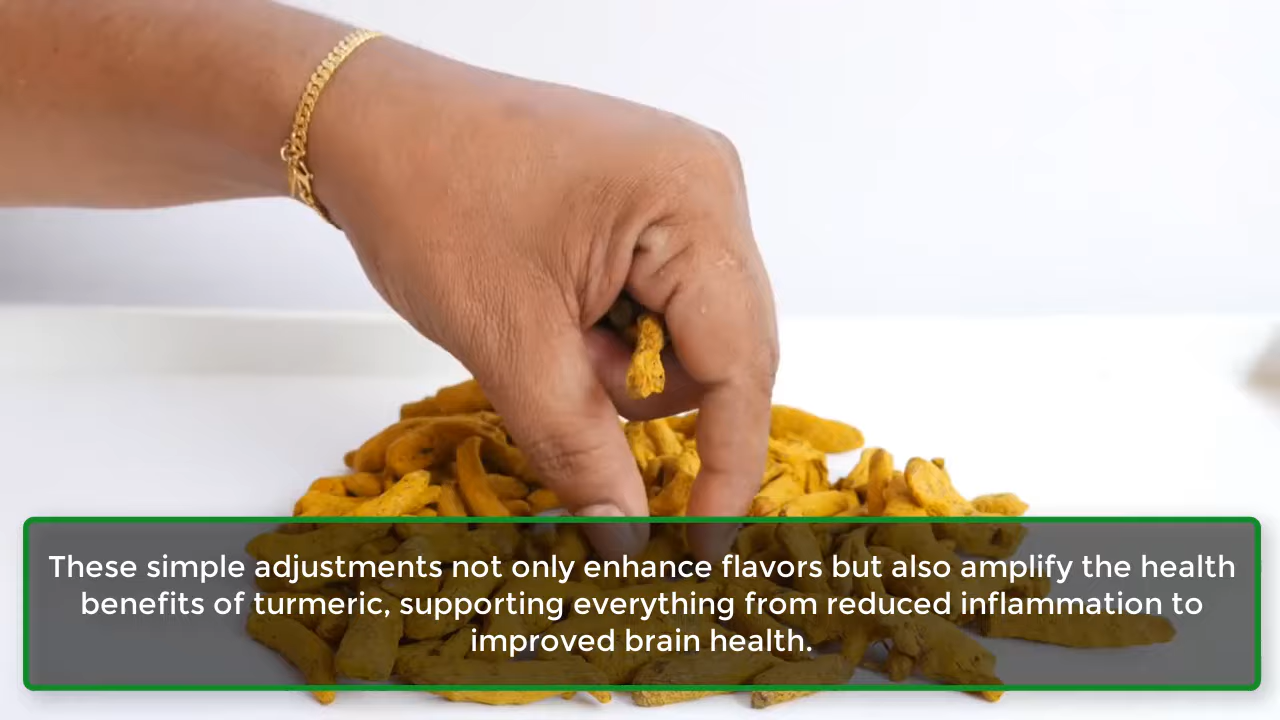 These simple adjustments not only enhance flavors but also amplify the health
benefits of turmeric, supporting everything from reduced inflammation to
improved brain health.